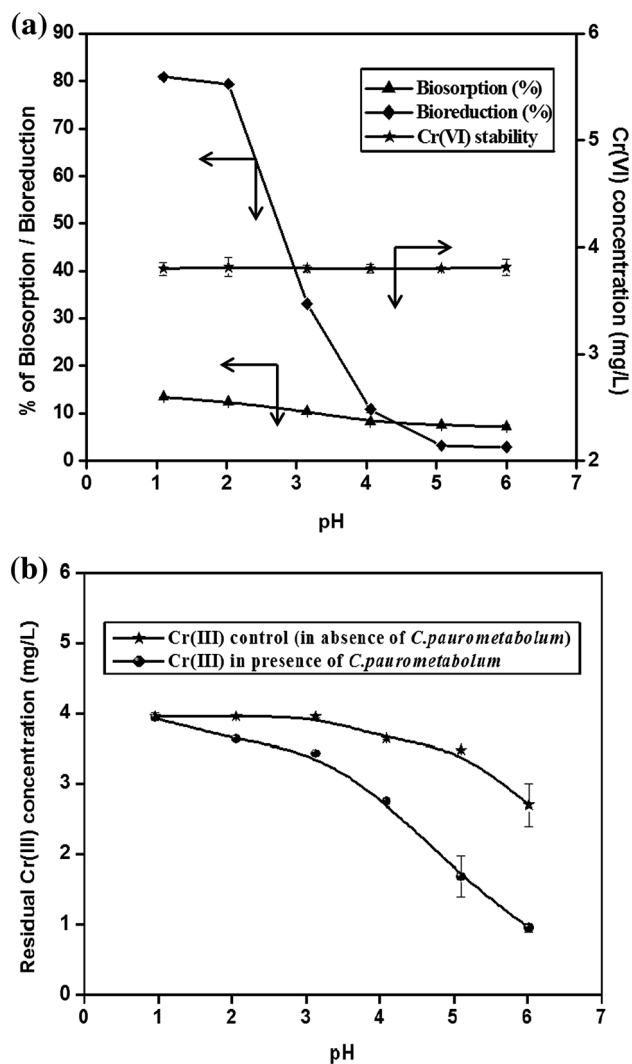 (a)
% of Biosorption / Bioreduction
90
80
70
60
50
40
30
20
10
0
Biosorption (%)
Bioreduction (%)
Cr(VI) stability
6
5
4
3
2
Cr(VI) concentration (mg/L)
0 1 2 3 4 5 6 7
pH
(b)
Residual Cr(III) concentration (mg/L)
6
5
4
3
2
1
0
Cr(III) control (in absence of C.paurometabolum)
Cr(III) in presence of C.paurometabolum
0 1 2 3 4 5 6 7
pH